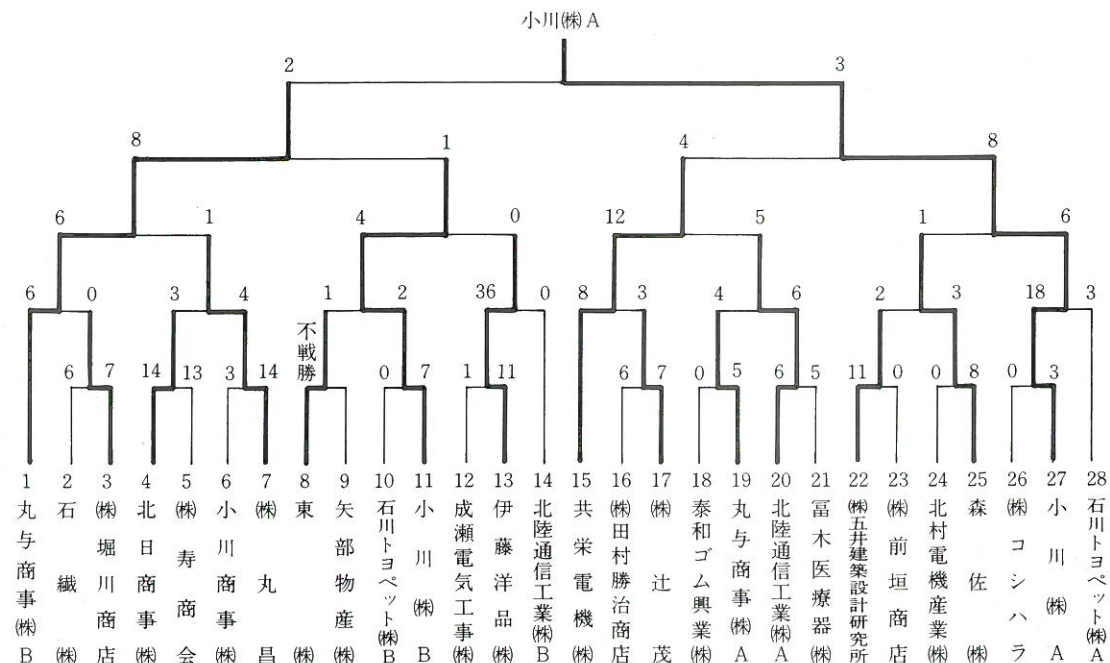 小川㈱A
2 3
8 1 4 8
6 1 4 0 12 5 1 6
6 0 3 4 1 2 36 0 8 3 4 6 2 3 18 3
不戦勝
6 7 14 13 3 14 0 7 1 11 6 7 0 5 6 5 11 0 0 8 0 3
1 2 3 4 5 6 7 8 9 10 11 12 13 14 15 16 17 18 19 20 21 22 23 24 25 26 27 28
丸与商事㈱B
石繊㈱
㈱堀川商店
北日商事㈱
㈱寿商会
小川商事㈱
㈱丸昌
東㈱
矢部物産㈱
石川トヨペット㈱B
小川㈱B
成瀬電気工事㈱
伊藤洋品㈱
北陸通信工業㈱B
共栄電機㈱
㈱田村勝治商店
㈱辻茂
泰和ゴム興業㈱
丸与商事㈱A
北陸通信工業㈱A
冨木医療器㈱
㈱五井建築設計研究所
㈱前垣商店
北村電機産業㈱
森佐㈱
㈱コシハラ
小川㈱A
石川トヨペット㈱A